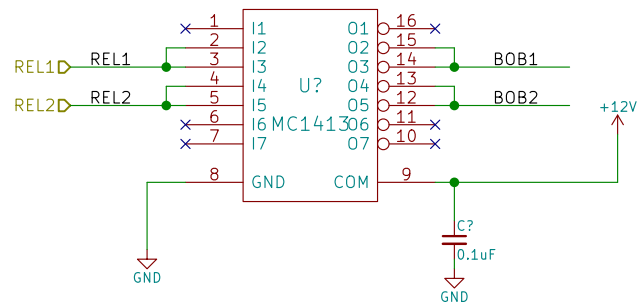 1 I1 O1 16
2 I2 O2 15
REL1 REL1 3 I3 O3 14 BOB1
U?
4 I4 O4 13
REL2 REL2 5 I5 O5 12 BOB2
+12V
6 I6 MC1413 O6 11
7 I7 O7 10
8 GND COM 9
C?
0.1uF
GND
GND